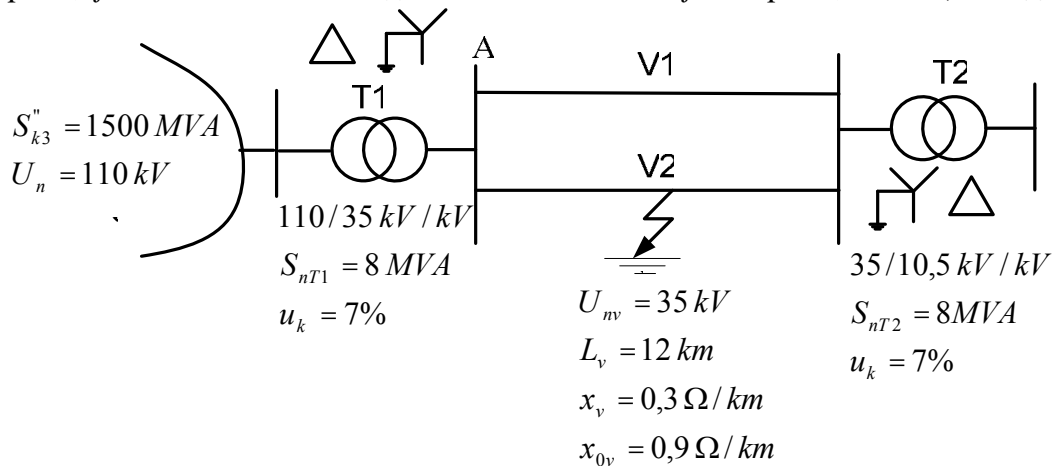 A
V1
T2
T1
S"k3 = 1500 MVA
Un = 110 kV
V2
110 / 35 kV / kV
SnT1 = 8 MVA
uk = 7%
35 / 10,5 kV / kV
SnT2 = 8MVA
uk = 7%
Unv = 35 kV
Lv = 12 km
xv = 0,3 Ω / km
x0v = 0,9 Ω / km